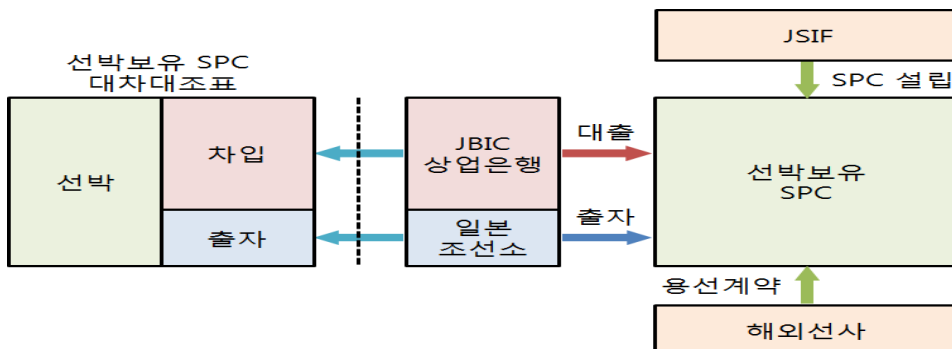 선박보유 SPC
대차대조표
선박
차입
출자
JBIC
상업은행
일본
조선소
대출
출자
JSIF
SPC 설립
선박보유
SPC
용선계약
해외선사